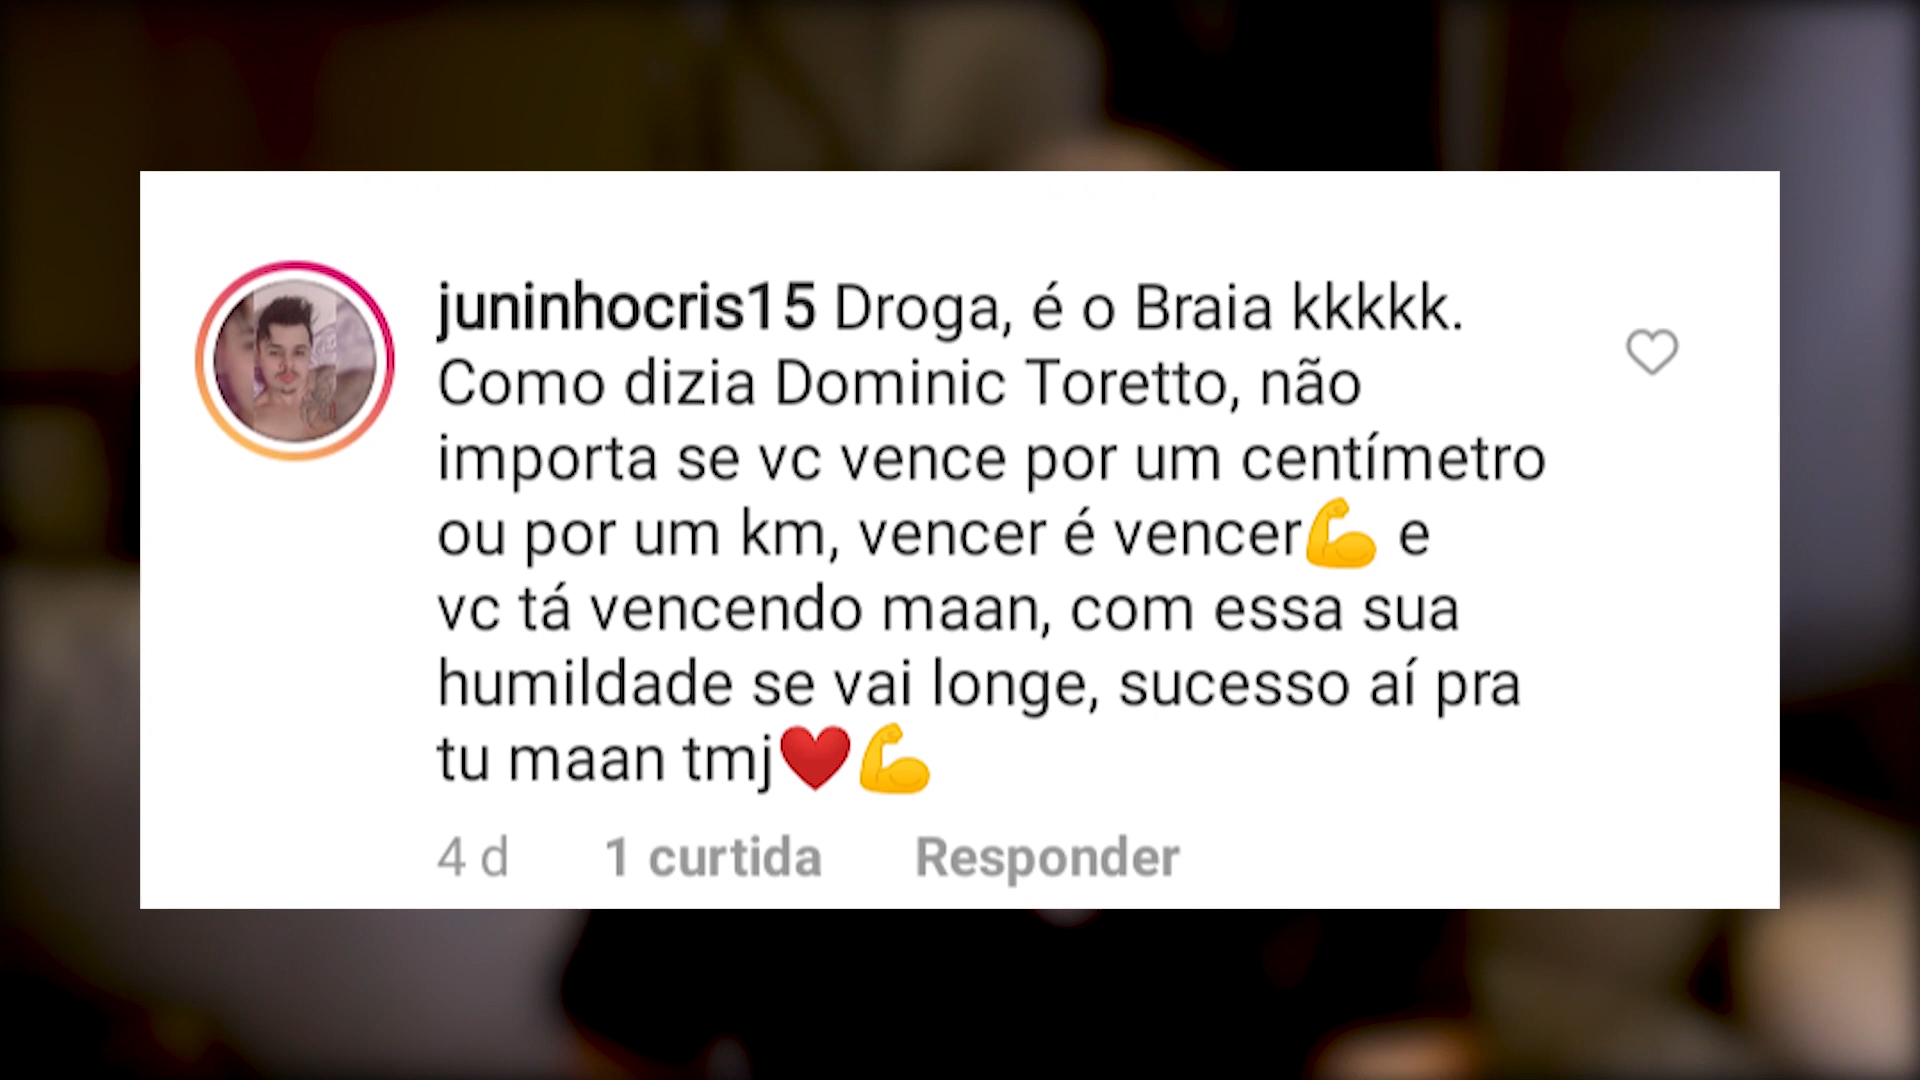 juninhocris15 Droga, é o Braia kkkkk.
Como dizia Dominic Toretto, não
importa se vc vence por um centímetro
ou por um km, vencer é vencer💪 e
vc tá vencendo maan, com essa sua
humildade se vai longe, sucesso aí pra
tu maan tmj❤️💪
4 d 1 curtida Responder